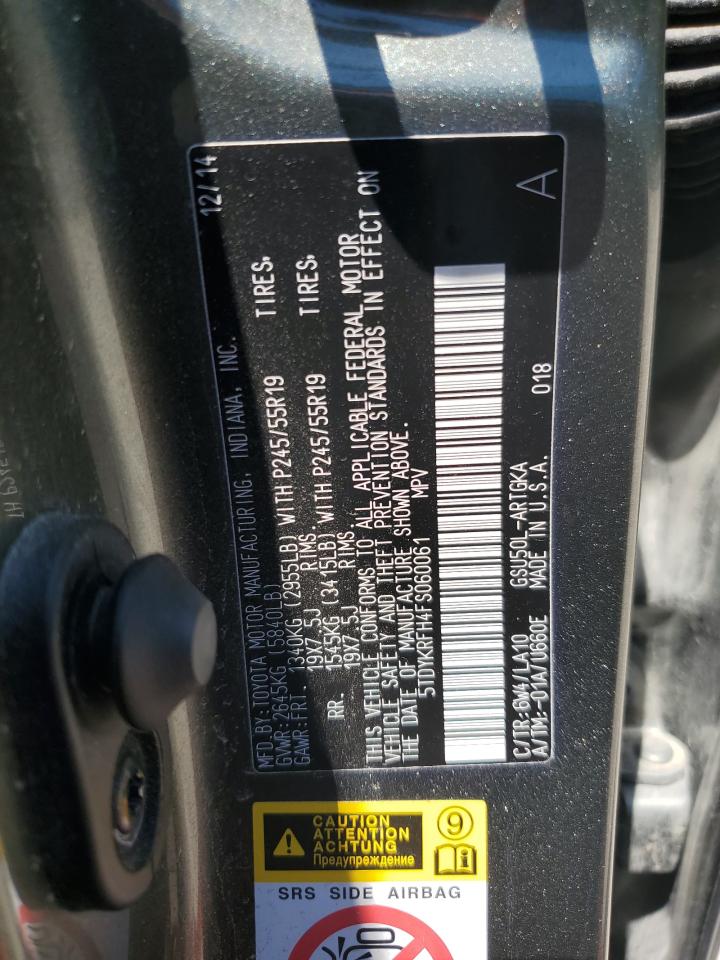 MFD.BY:TOYOTA MOTOR MANUFACTURING, INDIANA, INC. 12/14
GVWR:2645KG (5840LB)
GAWR:FRT. 1340KG (2955LB) WITH P245/55R19 TIRES,
19X7.5J RIMS
RR. 1545KG (3415LB) WITH P245/55R19 TIRES,
19X7.5J RIMS
THIS VEHICLE CONFORMS TO ALL APPLICABLE FEDERAL MOTOR
VEHICLE SAFETY AND THEFT PREVENTION STANDARDS IN EFFECT ON
THE DATE OF MANUFACTURE SHOWN ABOVE.
5TDYKRFH4FS060061 MPV
C/TR:6V4/LA10 GSU50L-ARTGKA 018
A/TM:-01A/U660E MADE IN U.S.A. A
CAUTION
ATTENTION
ACHTUNG
Предупреждение
9
SRS SIDE AIRBAG